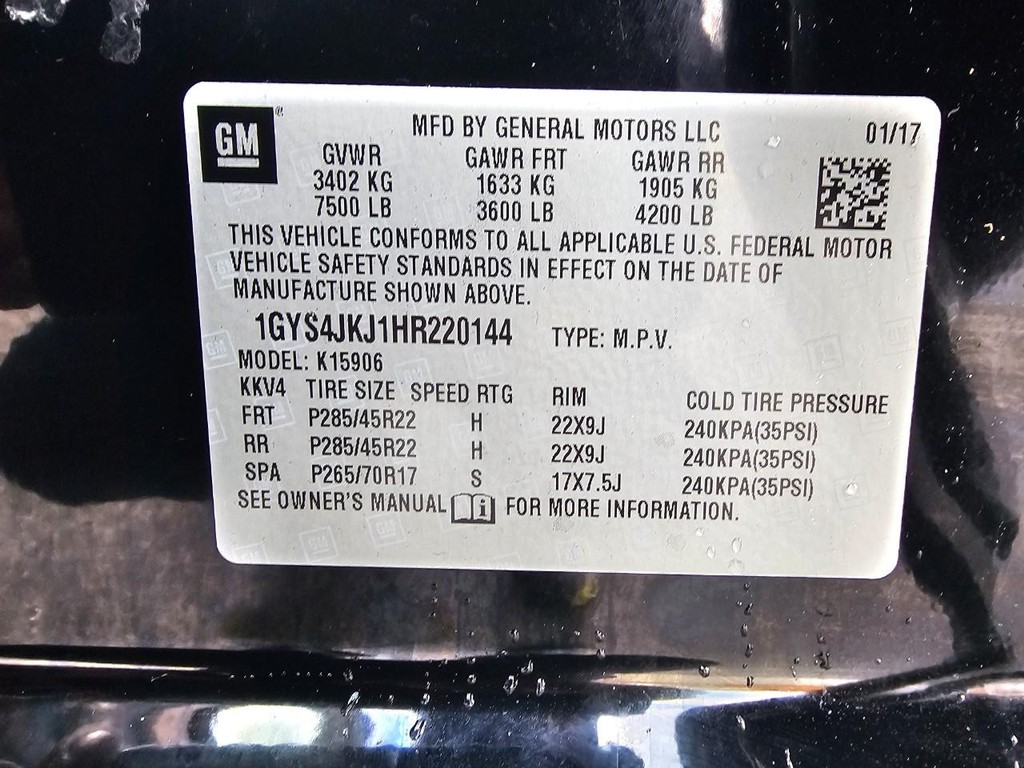 GM
MFD BY GENERAL MOTORS LLC 01/17
GVWR GAWR FRT GAWR RR
3402 KG 1633 KG 1905 KG
7500 LB 3600 LB 4200 LB
THIS VEHICLE CONFORMS TO ALL APPLICABLE U.S. FEDERAL MOTOR
VEHICLE SAFETY STANDARDS IN EFFECT ON THE DATE OF
MANUFACTURE SHOWN ABOVE.
1GYS4JKJ1HR220144 TYPE: M.P.V.
MODEL: K15906
KKV4 TIRE SIZE SPEED RTG RIM COLD TIRE PRESSURE
FRT P285/45R22 H 22X9J 240KPA(35PSI)
RR P285/45R22 H 22X9J 240KPA(35PSI)
SPA P265/70R17 S 17X7.5J 240KPA(35PSI)
SEE OWNER'S MANUAL i FOR MORE INFORMATION.